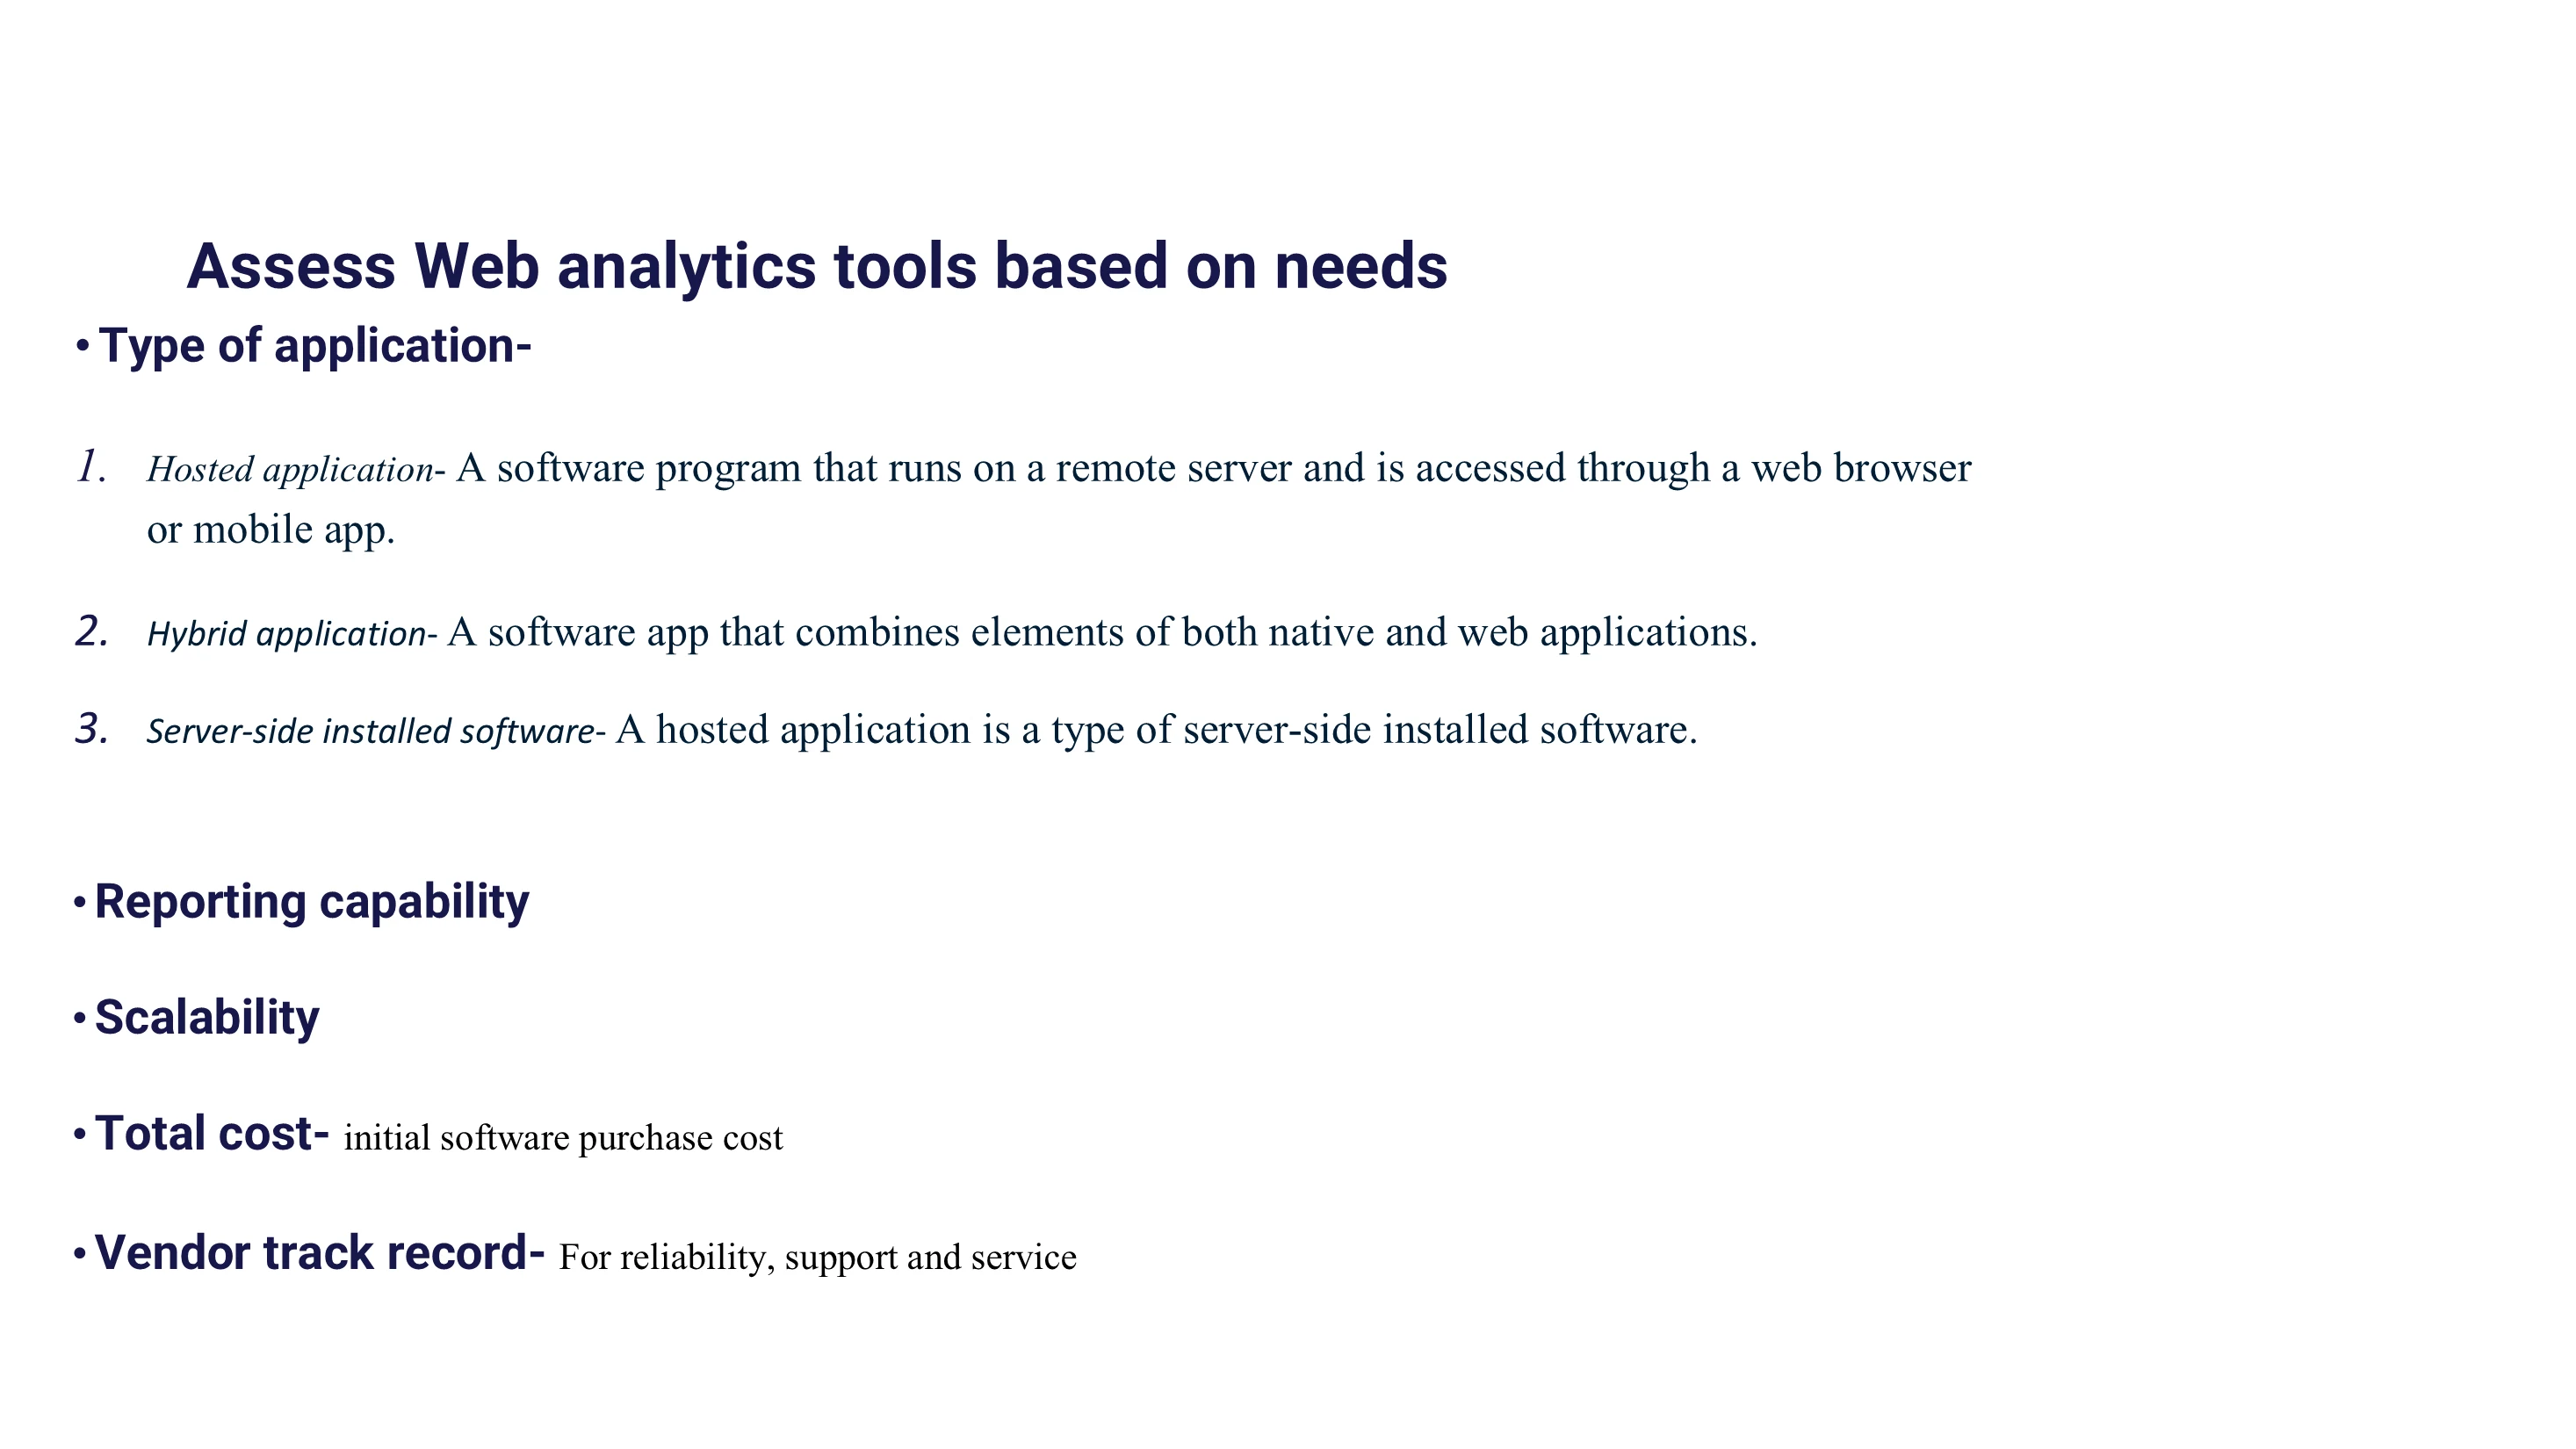 Assess Web analytics tools based on needs
• Type of application-
1. Hosted application- A software program that runs on a remote server and is accessed through a web browser
or mobile app.
2. Hybrid application- A software app that combines elements of both native and web applications.
3. Server-side installed software- A hosted application is a type of server-side installed software.
• Reporting capability
• Scalability
• Total cost- initial software purchase cost
• Vendor track record- For reliability, support and service